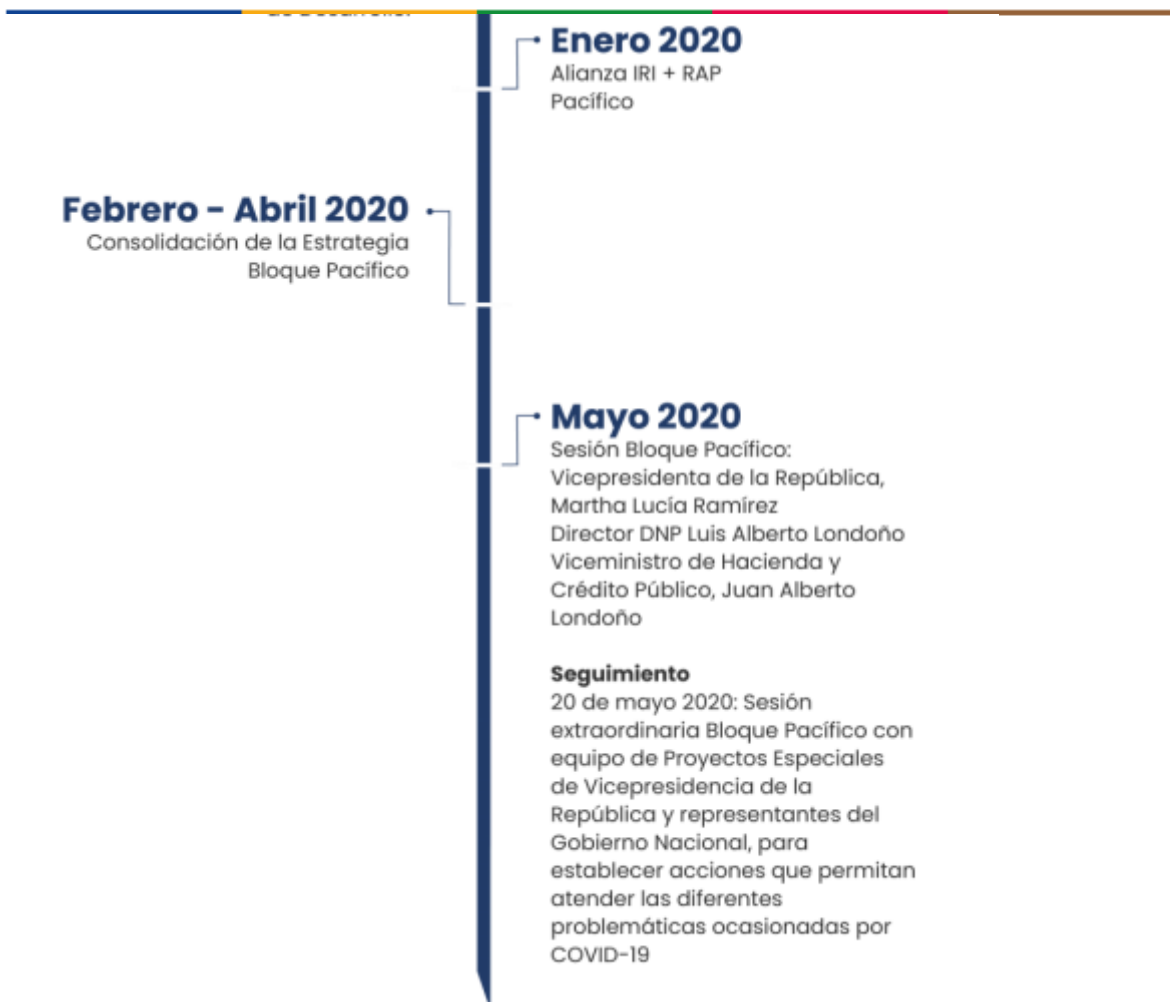 Enero 2020
Alianza IRI + RAP
Pacífico
Febrero - Abril 2020
Consolidación de la Estrategia
Bloque Pacífico
Mayo 2020
Sesión Bloque Pacífico:
Vicepresidenta de la República,
Martha Lucía Ramírez
Director DNP Luis Alberto Londoño
Viceministro de Hacienda y
Crédito Público, Juan Alberto
Londoño
Seguimiento
20 de mayo 2020: Sesión
extraordinaria Bloque Pacífico con
equipo de Proyectos Especiales
de Vicepresidencia de la
República y representantes del
Gobierno Nacional, para
establecer acciones que permitan
atender las diferentes
problemáticas ocasionadas por
COVID-19